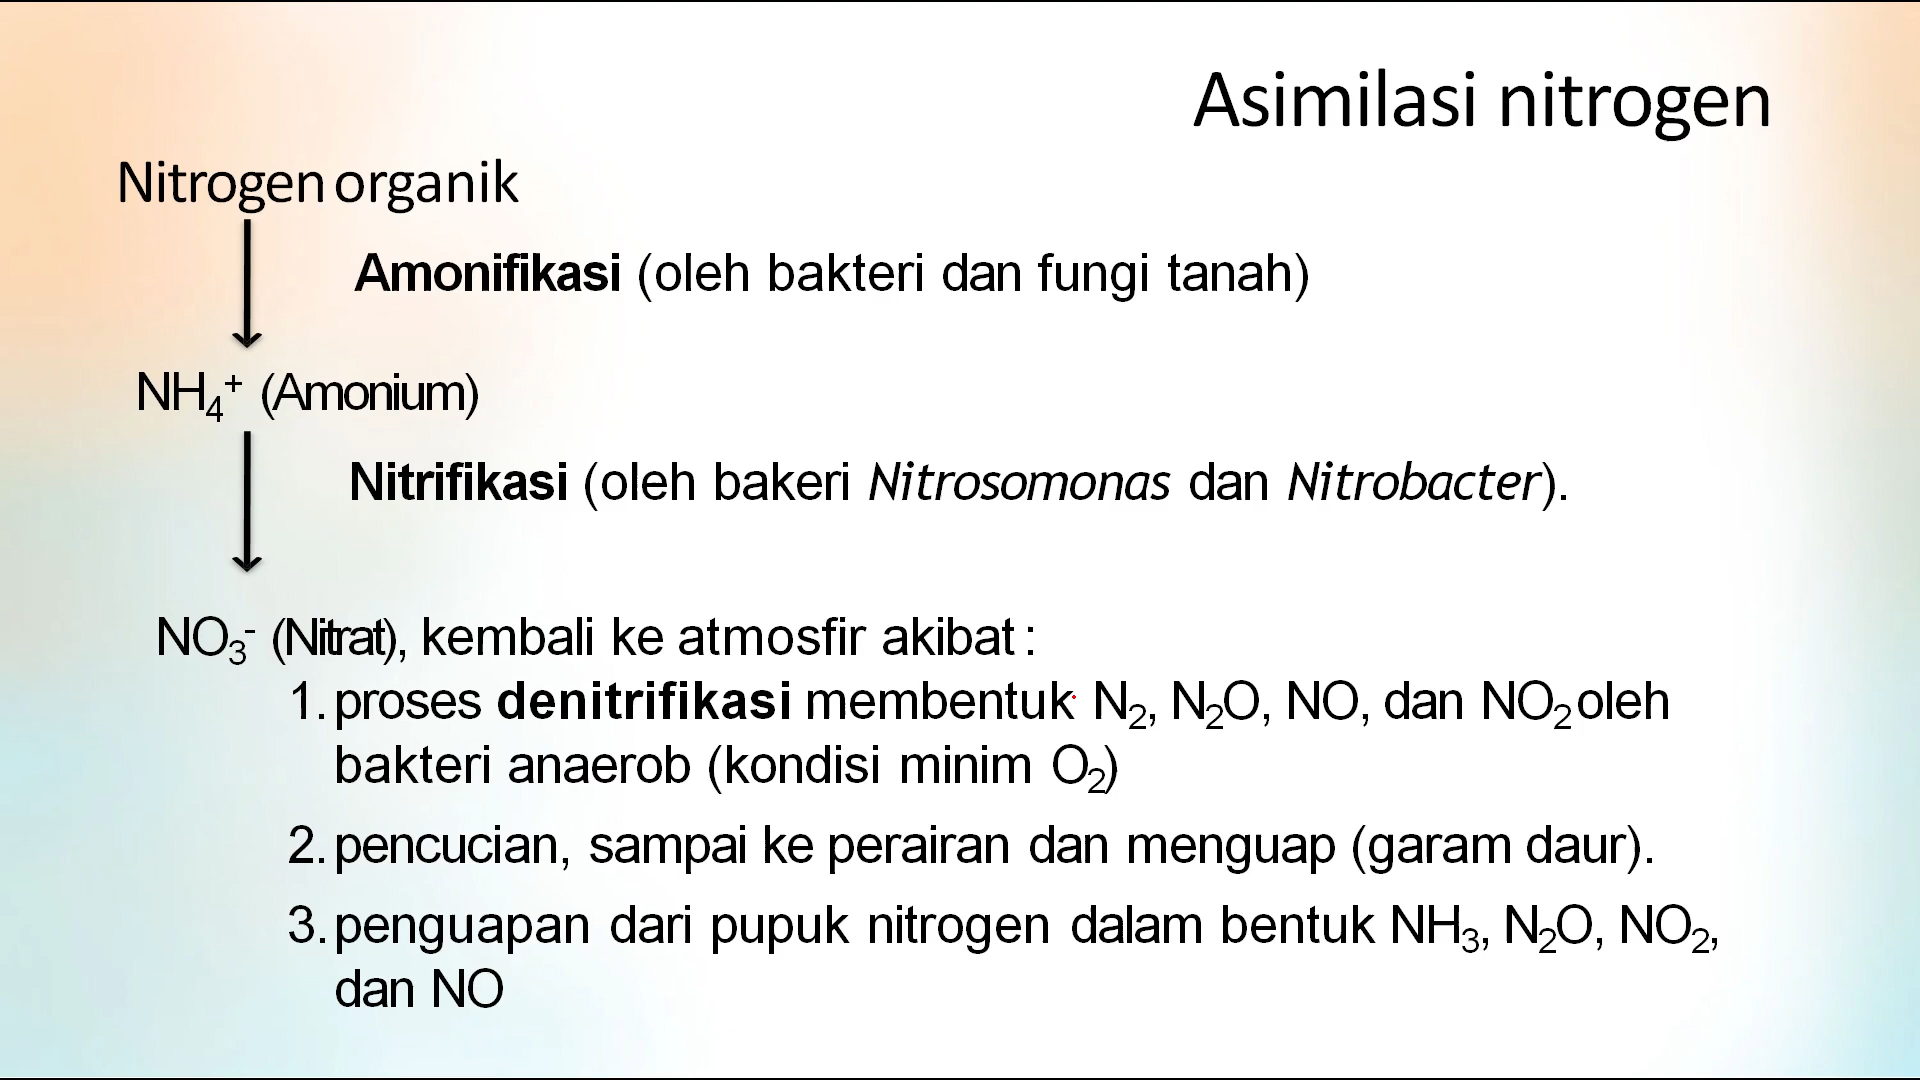 Asimilasi nitrogen
Nitrogen organik
Amonifikasi (oleh bakteri dan fungi tanah)
NH₄⁺ (Amonium)
Nitrifikasi (oleh bakeri Nitrosomonas dan Nitrobacter).
NO₃⁻ (Nitrat), kembali ke atmosfir akibat :
1. proses denitrifikasi membentuk N₂, N₂O, NO, dan NO₂ oleh
bakteri anaerob (kondisi minim O₂)
2. pencucian, sampai ke perairan dan menguap (garam daur).
3. penguapan dari pupuk nitrogen dalam bentuk NH₃, N₂O, NO₂,
dan NO